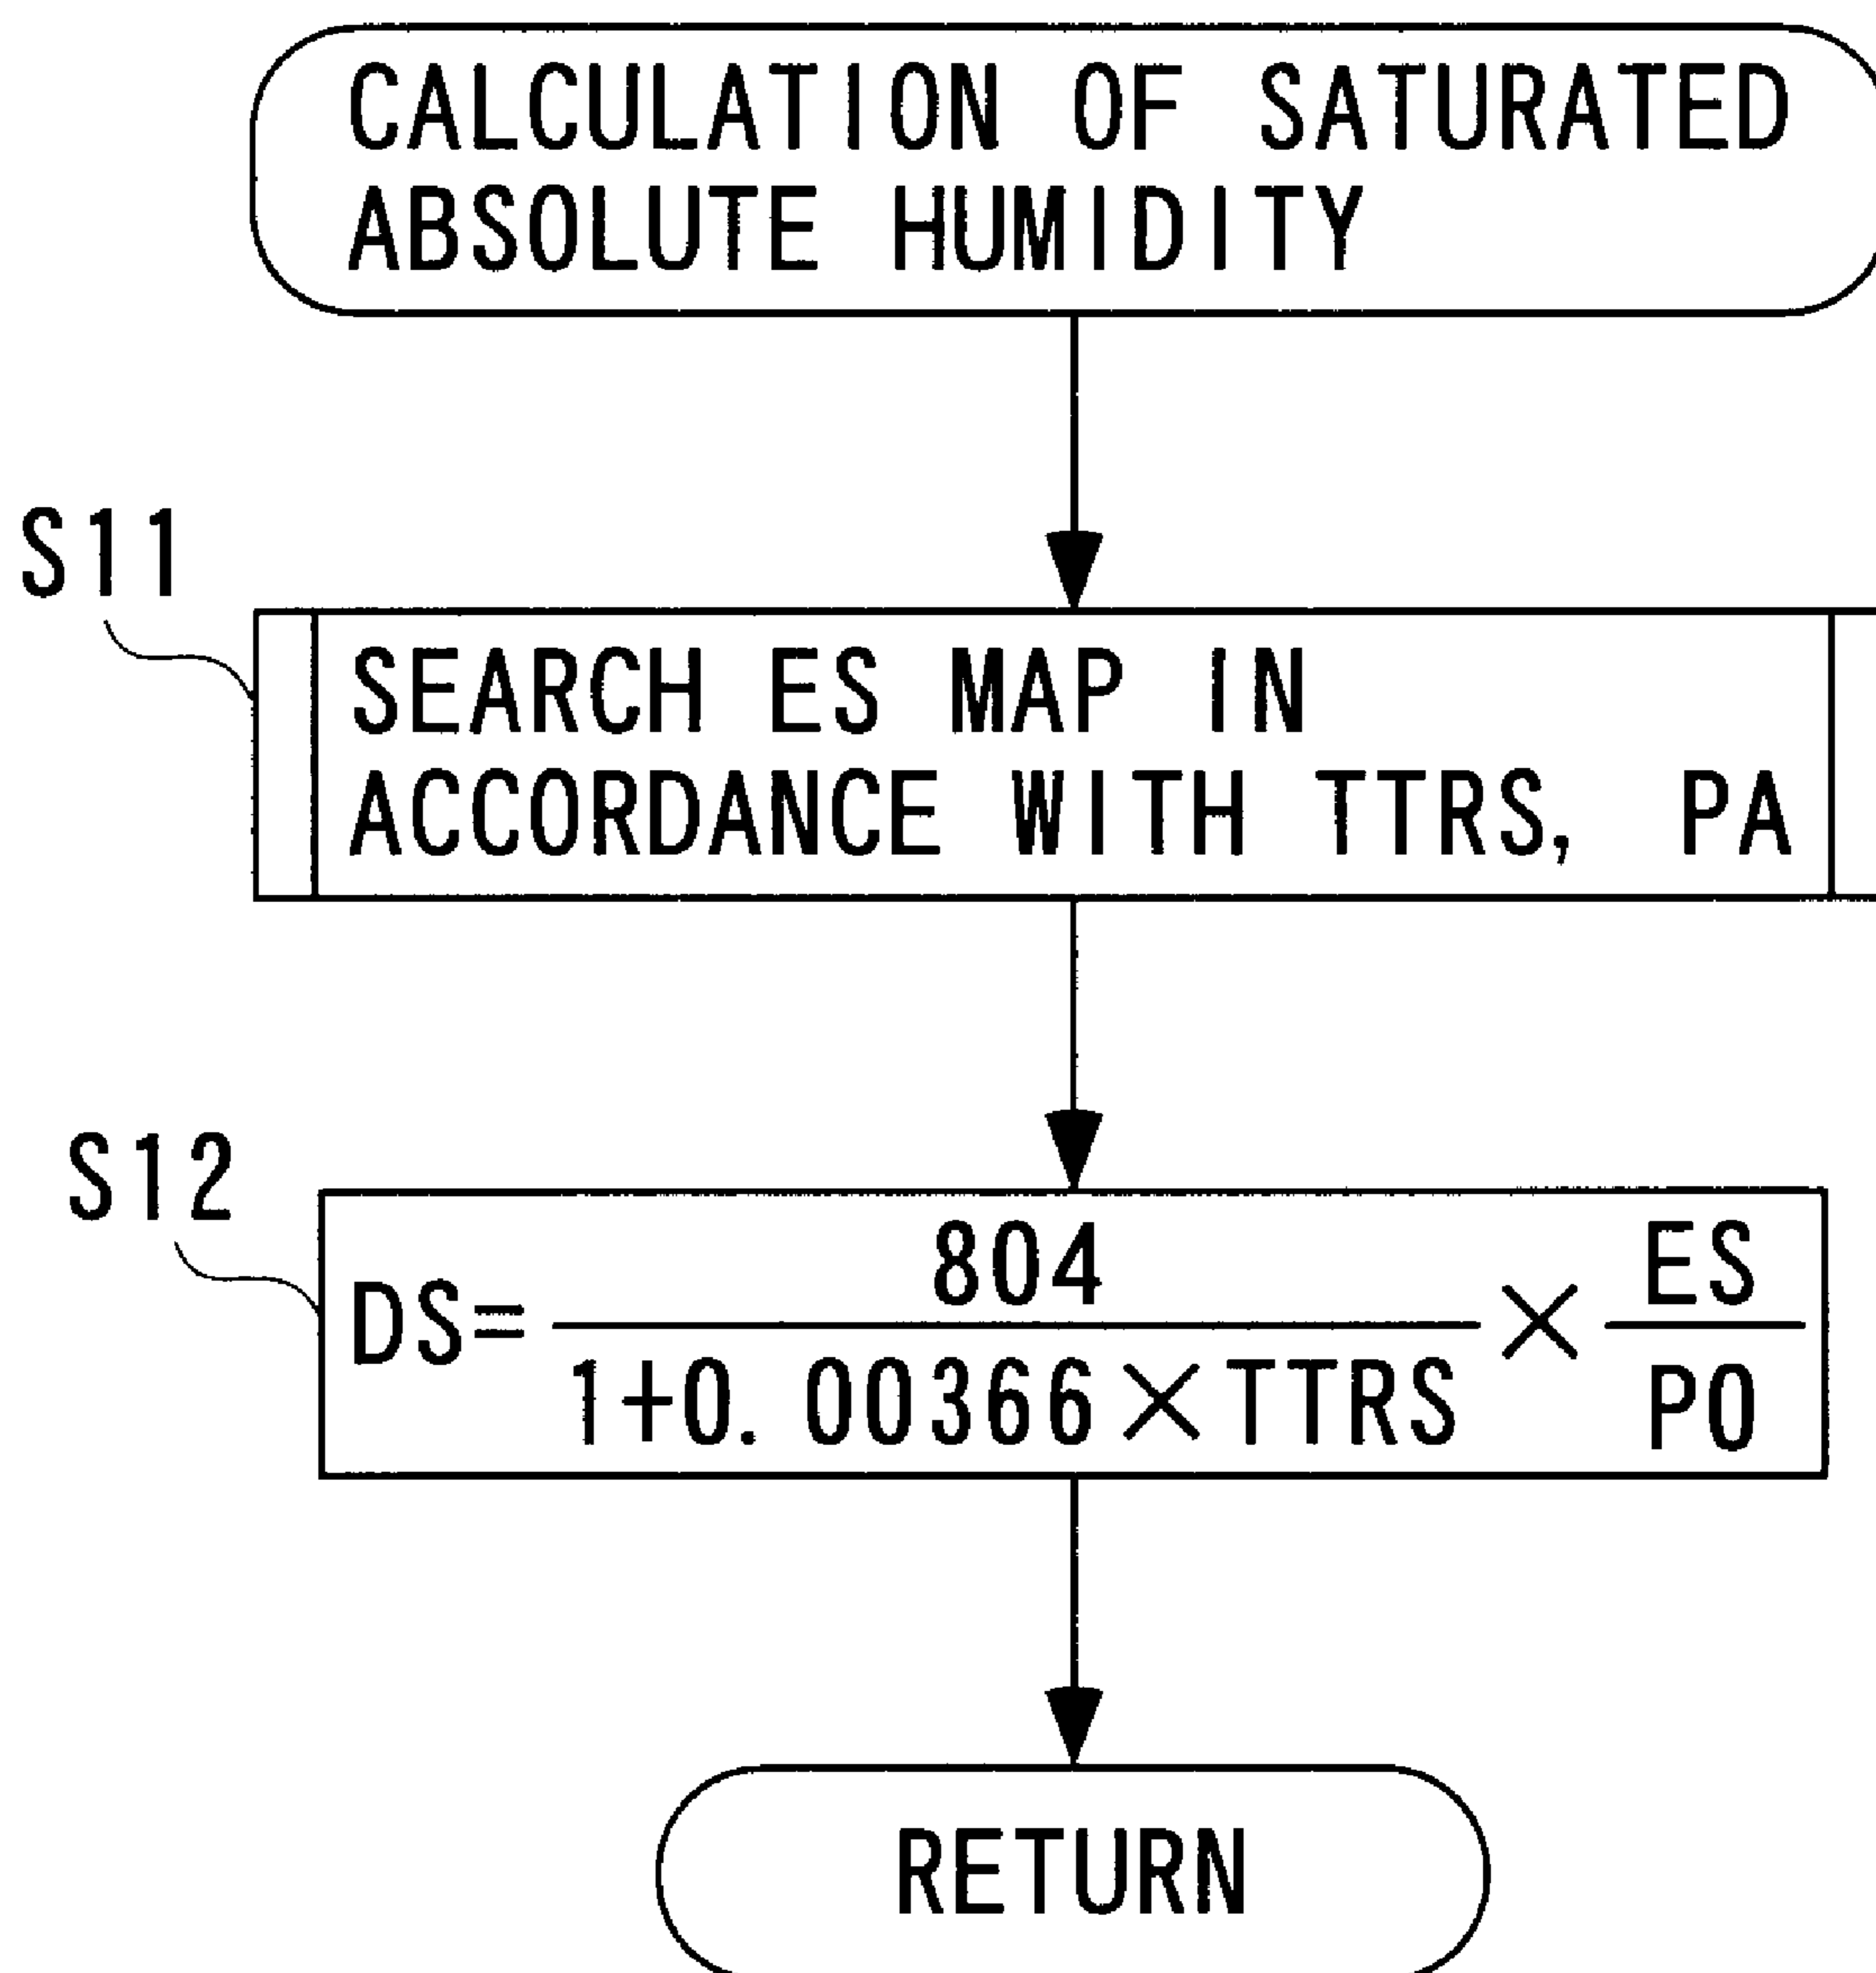 CALCULATION OF SATURATED
ABSOLUTE HUMIDITY
S11
SEARCH ES MAP IN
ACCORDANCE WITH TTRS, PA
S12
DS= 804 / 1+0.00366×TTRS × ES / P0
RETURN